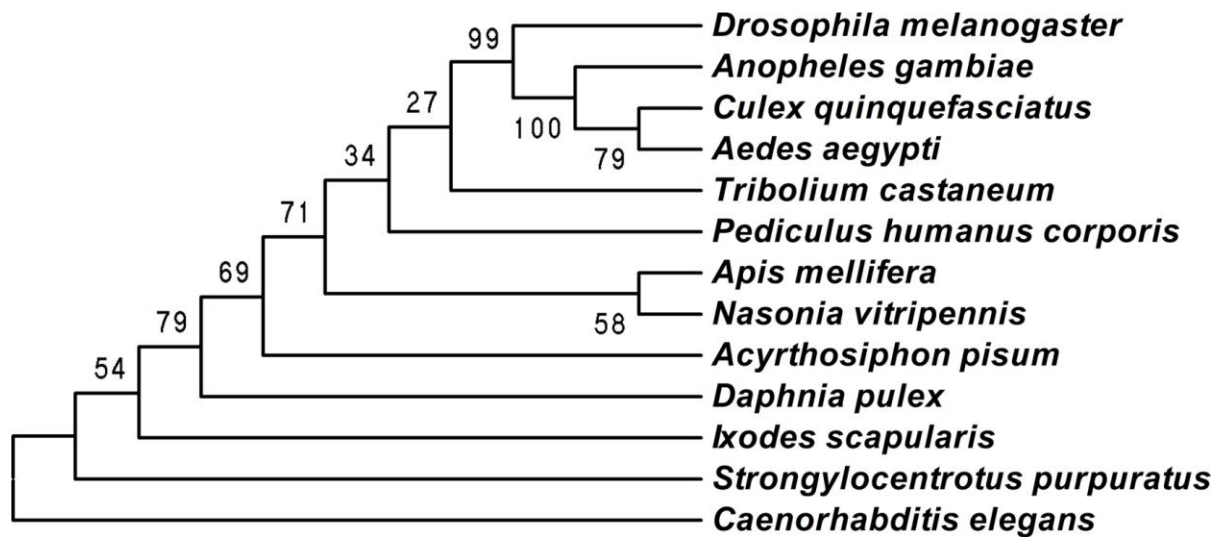 Drosophila melanogaster
99
Anopheles gambiae
27
Culex quinquefasciatus
100
Aedes aegypti
34
79
Tribolium castaneum
71
Pediculus humanus corporis
69
Apis mellifera
Nasonia vitripennis
79
58
Acyrthosiphon pisum
54
Daphnia pulex
Ixodes scapularis
Strongylocentrotus purpuratus
Caenorhabditis elegans